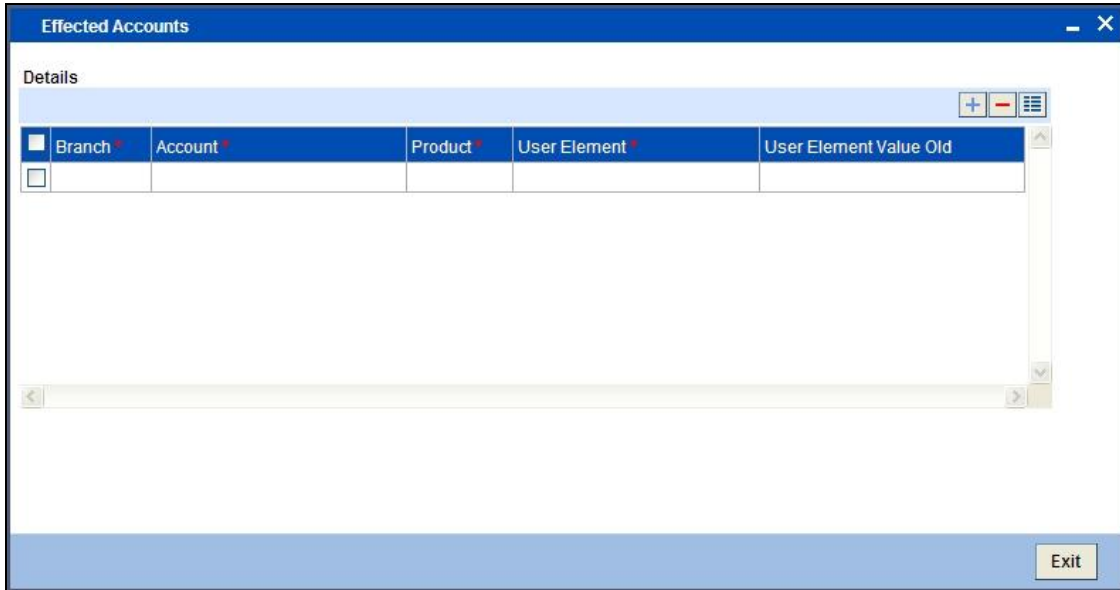 Effected Accounts
Details
Branch * Account * Product * User Element * User Element Value Old
Exit